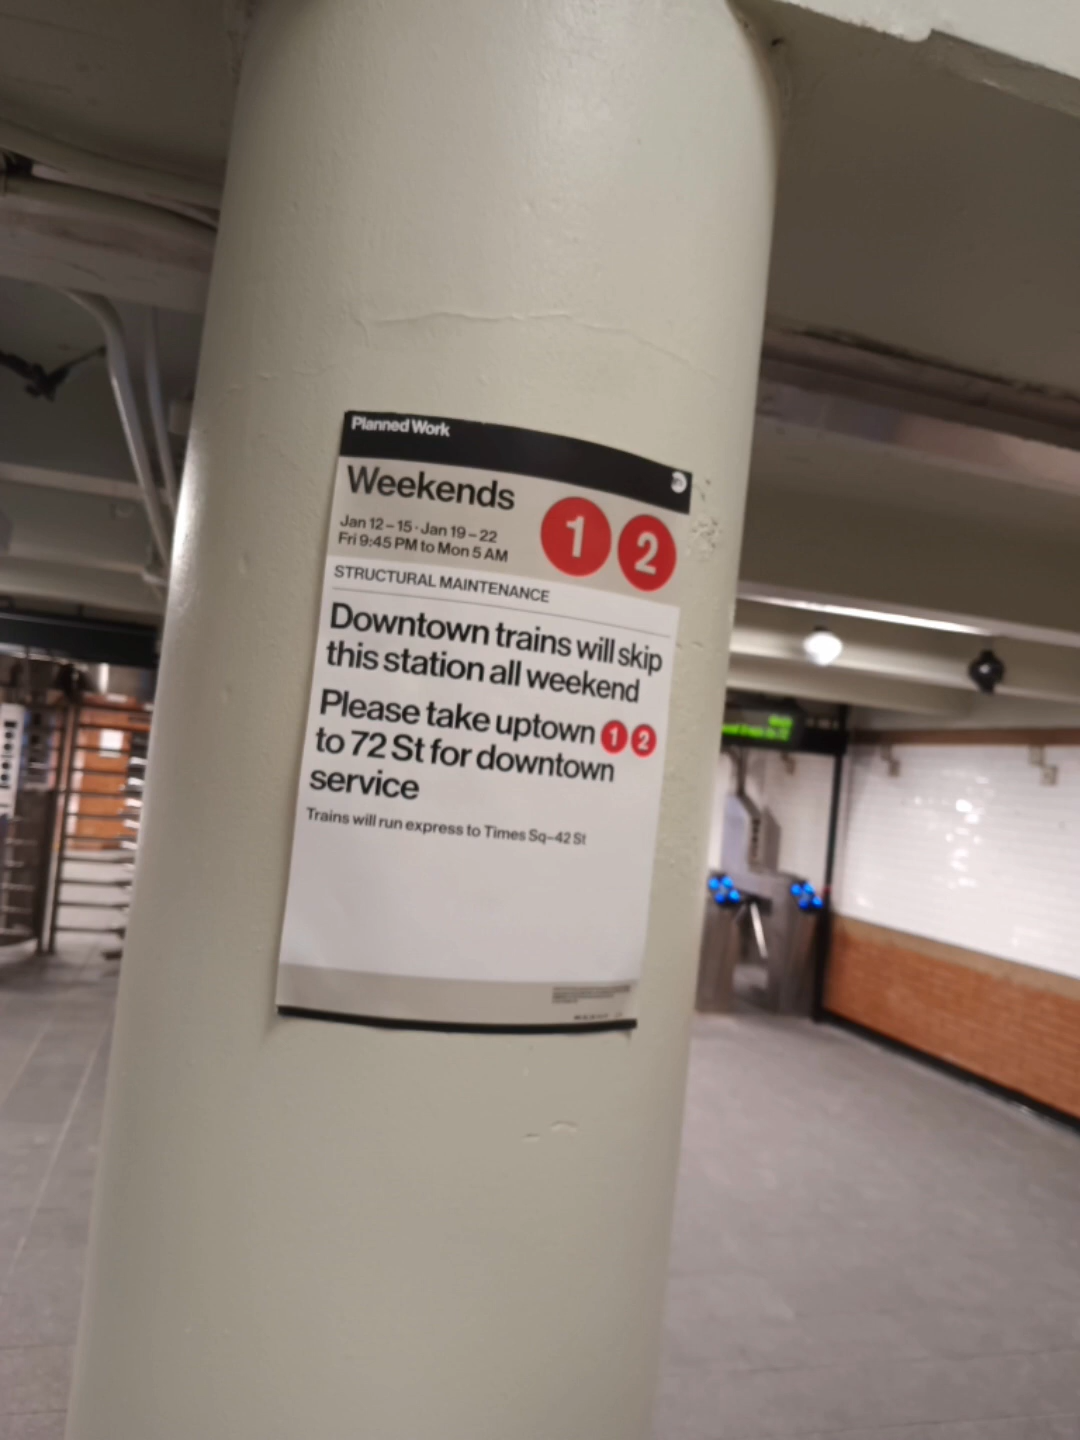 Planned Work
Weekends
Jan 12 – 15 · Jan 19 – 22
Fri 9:45 PM to Mon 5 AM
1 2
STRUCTURAL MAINTENANCE
Downtown trains will skip
this station all weekend
Please take uptown 1 2
to 72 St for downtown
service
Trains will run express to Times Sq–42 St